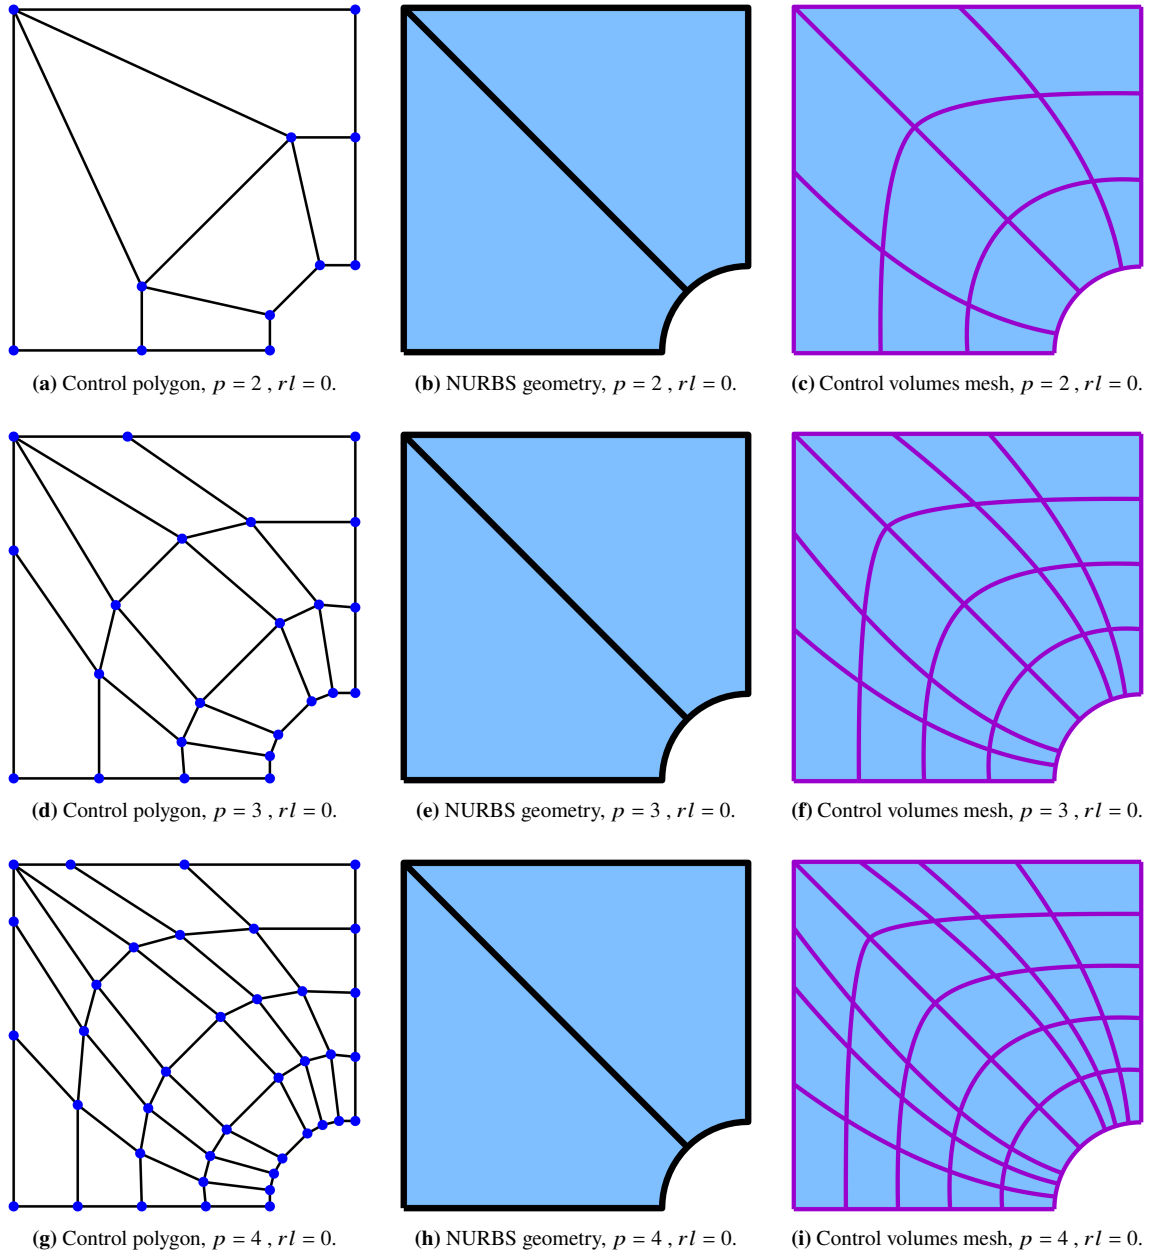 (a) Control polygon, p = 2 , rl = 0.
(b) NURBS geometry, p = 2 , rl = 0.
(c) Control volumes mesh, p = 2 , rl = 0.
(d) Control polygon, p = 3 , rl = 0.
(e) NURBS geometry, p = 3 , rl = 0.
(f) Control volumes mesh, p = 3 , rl = 0.
(g) Control polygon, p = 4 , rl = 0.
(h) NURBS geometry, p = 4 , rl = 0.
(i) Control volumes mesh, p = 4 , rl = 0.